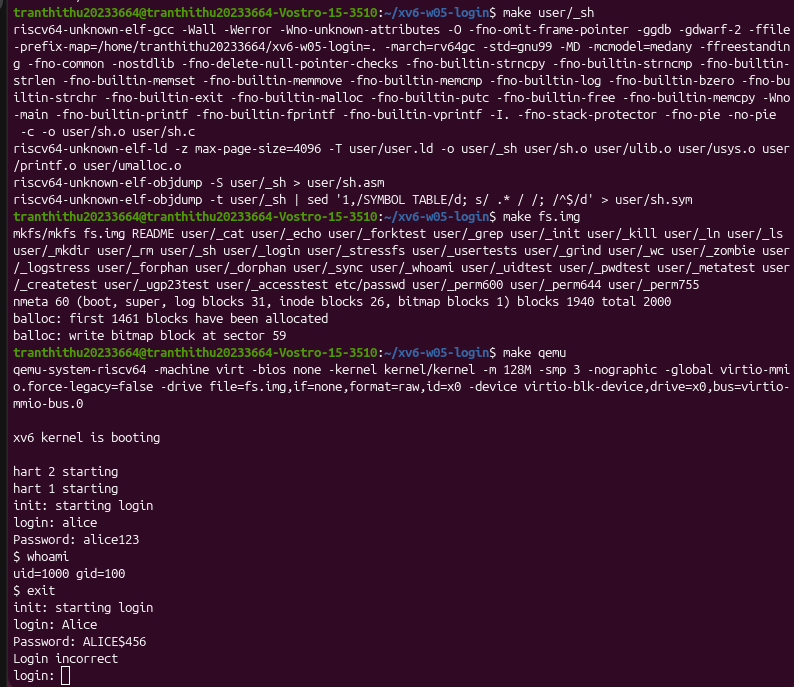 tranthithu20233664@tranthithu20233664-Vostro-15-3510:~/xv6-w05-login$ make user/_sh
riscv64-unknown-elf-gcc -Wall -Werror -Wno-unknown-attributes -O -fno-omit-frame-pointer -ggdb -gdwarf-2 -ffile
-prefix-map=/home/tranthithu20233664/xv6-w05-login=. -march=rv64gc -std=gnu99 -MD -mcmodel=medany -ffreestandin
g -fno-common -nostdlib -fno-delete-null-pointer-checks -fno-builtin-strncpy -fno-builtin-strncmp -fno-builtin-
strlen -fno-builtin-memset -fno-builtin-memmove -fno-builtin-memcmp -fno-builtin-log -fno-builtin-bzero -fno-bu
iltin-strchr -fno-builtin-exit -fno-builtin-malloc -fno-builtin-putc -fno-builtin-free -fno-builtin-memcpy -Wno
-main -fno-builtin-printf -fno-builtin-fprintf -fno-builtin-vprintf -I. -fno-stack-protector -fno-pie -no-pie
 -c -o user/sh.o user/sh.c
riscv64-unknown-elf-ld -z max-page-size=4096 -T user/user.ld -o user/_sh user/sh.o user/ulib.o user/usys.o user
/printf.o user/umalloc.o
riscv64-unknown-elf-objdump -S user/_sh > user/sh.asm
riscv64-unknown-elf-objdump -t user/_sh | sed '1,/SYMBOL TABLE/d; s/ .* / /; /^$/d' > user/sh.sym
tranthithu20233664@tranthithu20233664-Vostro-15-3510:~/xv6-w05-login$ make fs.img
mkfs/mkfs fs.img README user/_cat user/_echo user/_forktest user/_grep user/_init user/_kill user/_ln user/_ls
user/_mkdir user/_rm user/_sh user/_login user/_stressfs user/_usertests user/_grind user/_wc user/_zombie user
/_logstress user/_forphan user/_dorphan user/_sync user/_whoami user/_uidtest user/_pwdtest user/_metatest user
/_createtest user/_ugp23test user/_accesstest etc/passwd user/_perm600 user/_perm644 user/_perm755
nmeta 60 (boot, super, log blocks 31, inode blocks 26, bitmap blocks 1) blocks 1940 total 2000
balloc: first 1461 blocks have been allocated
balloc: write bitmap block at sector 59
tranthithu20233664@tranthithu20233664-Vostro-15-3510:~/xv6-w05-login$ make qemu
qemu-system-riscv64 -machine virt -bios none -kernel kernel/kernel -m 128M -smp 3 -nographic -global virtio-mmi
o.force-legacy=false -drive file=fs.img,if=none,format=raw,id=x0 -device virtio-blk-device,drive=x0,bus=virtio-
mmio-bus.0

xv6 kernel is booting

hart 2 starting
hart 1 starting
init: starting login
login: alice
Password: alice123
$ whoami
uid=1000 gid=100
$ exit
init: starting login
login: Alice
Password: ALICE$456
Login incorrect
login: